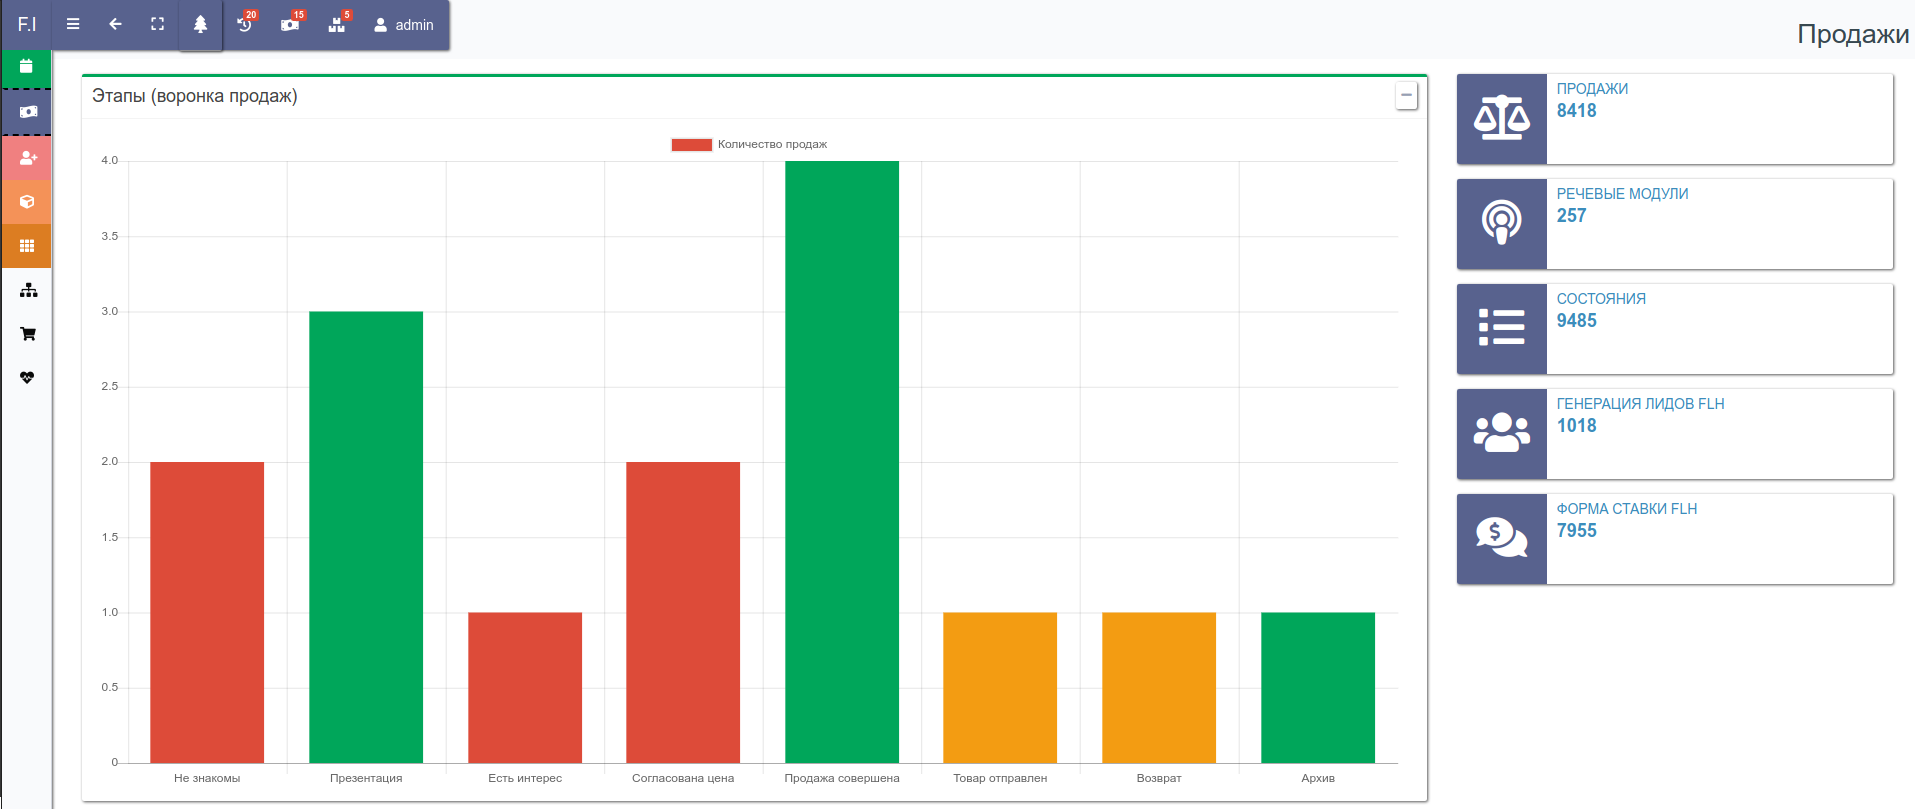 F.I
20
15
5
admin
Продажи
Этапы (воронка продаж)
Количество продаж
4.0
3.5
3.0
2.5
2.0
1.5
1.0
0.5
0
Не знакомы
Презентация
Есть интерес
Согласована цена
Продажа совершена
Товар отправлен
Возврат
Архив
ПРОДАЖИ
8418
РЕЧЕВЫЕ МОДУЛИ
257
СОСТОЯНИЯ
9485
ГЕНЕРАЦИЯ ЛИДОВ FLH
1018
ФОРМА СТАВКИ FLH
7955